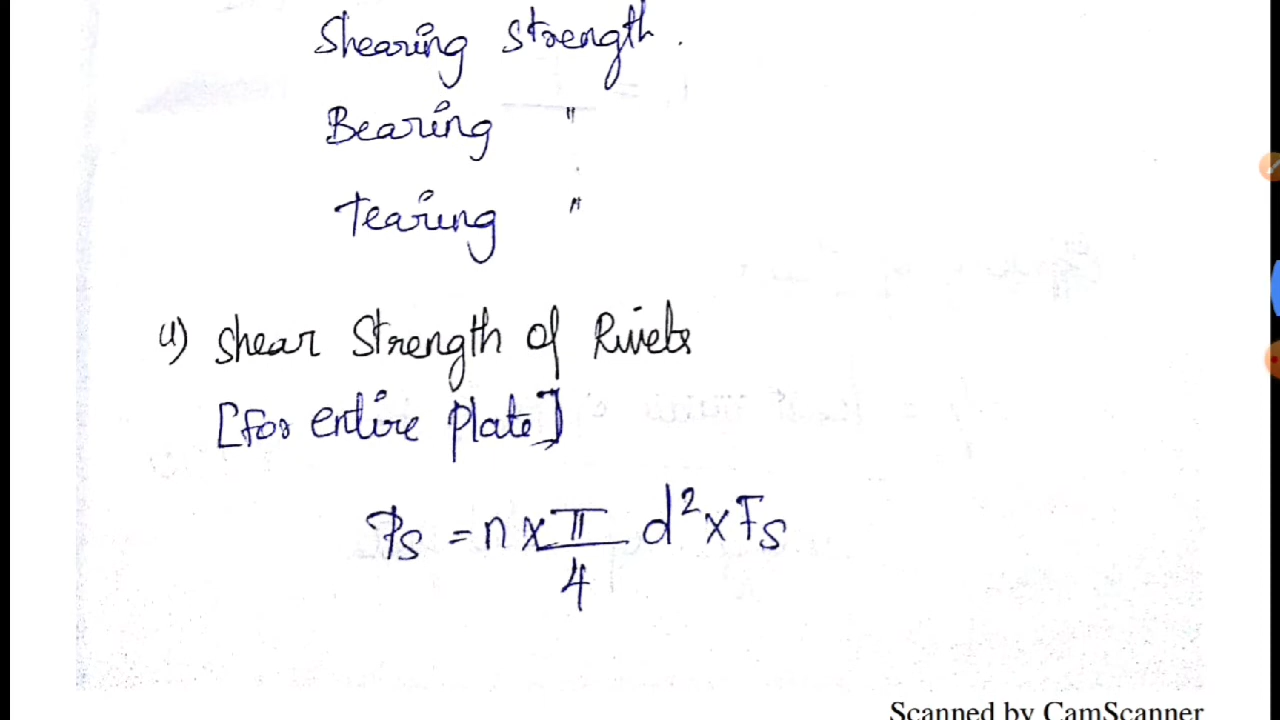 Shearing Strength.
Bearing "
Tearing "
a) Shear Strength of Rivets
[for entire plate]
Ps = n x π/4 d² x Fs
Scanned by CamScanner